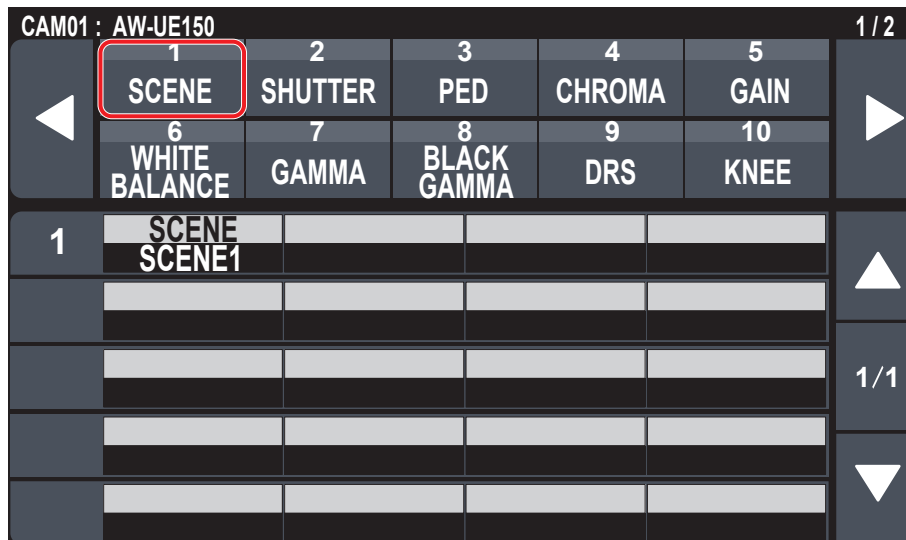 CAM01 : AW-UE150 1 / 2
1 2 3 4 5
SCENE SHUTTER PED CHROMA GAIN
6 7 8 9 10
WHITE BALANCE GAMMA BLACK GAMMA DRS KNEE
1 SCENE
SCENE1
1/1